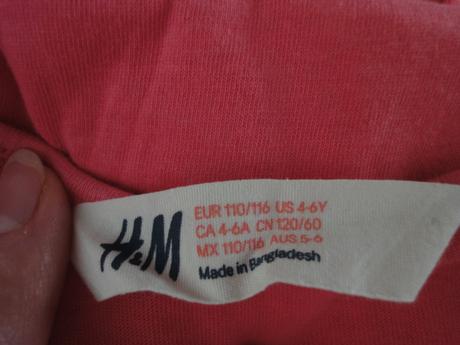 H&M
EUR 110/116 US 4-6Y
CA 4-6A CN 120/60
MX 110/116 AUS 5-6
Made in Bangladesh